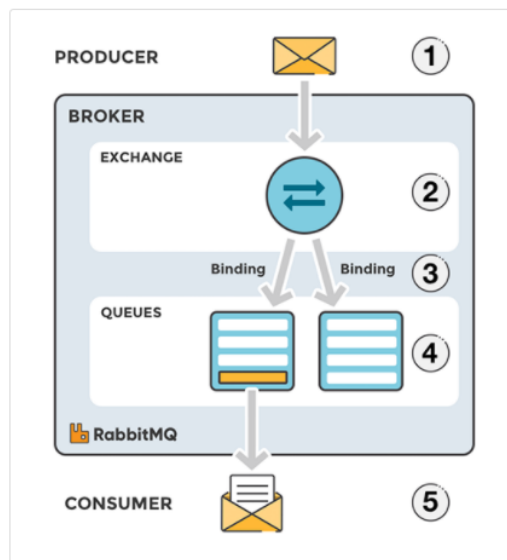 PRODUCER 1
BROKER
EXCHANGE
2
Binding Binding 3
QUEUES
4
RabbitMQ
CONSUMER 5